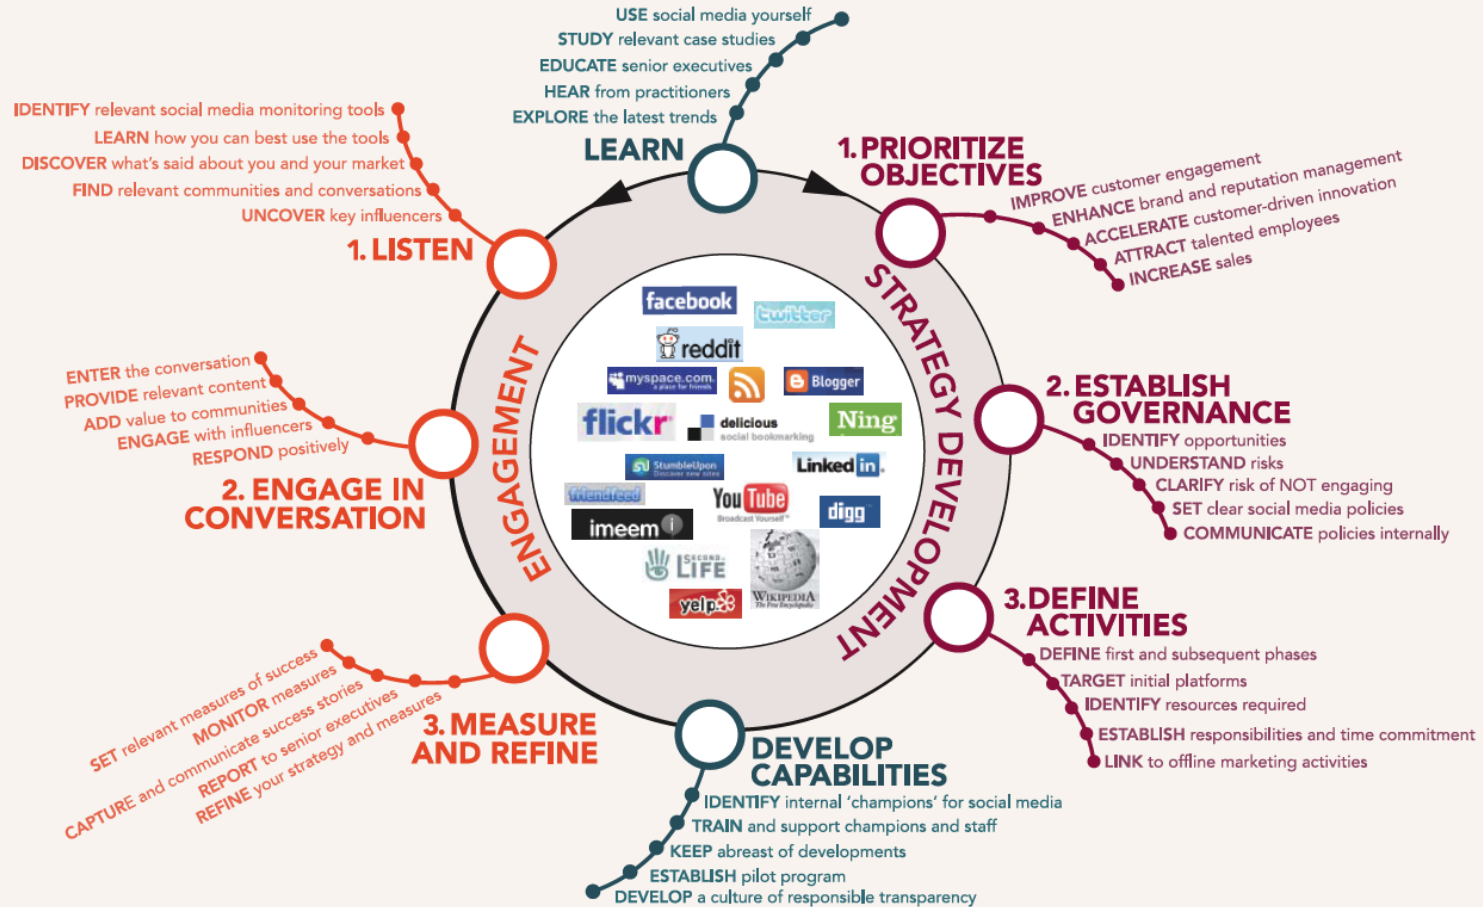 USE social media yourself
STUDY relevant case studies
EDUCATE senior executives
HEAR from practitioners
EXPLORE the latest trends
LEARN
1. PRIORITIZE
OBJECTIVES
IMPROVE customer engagement
ENHANCE brand and reputation management
ACCELERATE customer-driven innovation
ATTRACT talented employees
INCREASE sales
2. ESTABLISH
GOVERNANCE
IDENTIFY opportunities
UNDERSTAND risks
CLARIFY risk of NOT engaging
SET clear social media policies
COMMUNICATE policies internally
3. DEFINE
ACTIVITIES
DEFINE first and subsequent phases
TARGET initial platforms
IDENTIFY resources required
ESTABLISH responsibilities and time commitment
LINK to offline marketing activities
DEVELOP
CAPABILITIES
IDENTIFY internal ‘champions’ for social media
TRAIN and support champions and staff
KEEP abreast of developments
ESTABLISH pilot program
DEVELOP a culture of responsible transparency
IDENTIFY relevant social media monitoring tools
LEARN how you can best use the tools
DISCOVER what's said about you and your market
FIND relevant communities and conversations
UNCOVER key influencers
1. LISTEN
ENTER the conversation
PROVIDE relevant content
ADD value to communities
ENGAGE with influencers
RESPOND positively
2. ENGAGE IN
CONVERSATION
SET relevant measures of success
MONITOR measures
CAPTURE and communicate success stories
REPORT to senior executives
REFINE your strategy and measures
3. MEASURE
AND REFINE
ENGAGEMENT
STRATEGY DEVELOPMENT
facebook
twitter
reddit
myspace.com.
a place for friends
Blogger
flickr
delicious
social bookmarking
Ning
StumbleUpon
Discover new sites
Linked in
friendfeed
YouTube
Broadcast Yourself™
digg
imeem i
SECOND
LIFE
WIKIPEDIA
The Free Encyclopedia
yelp